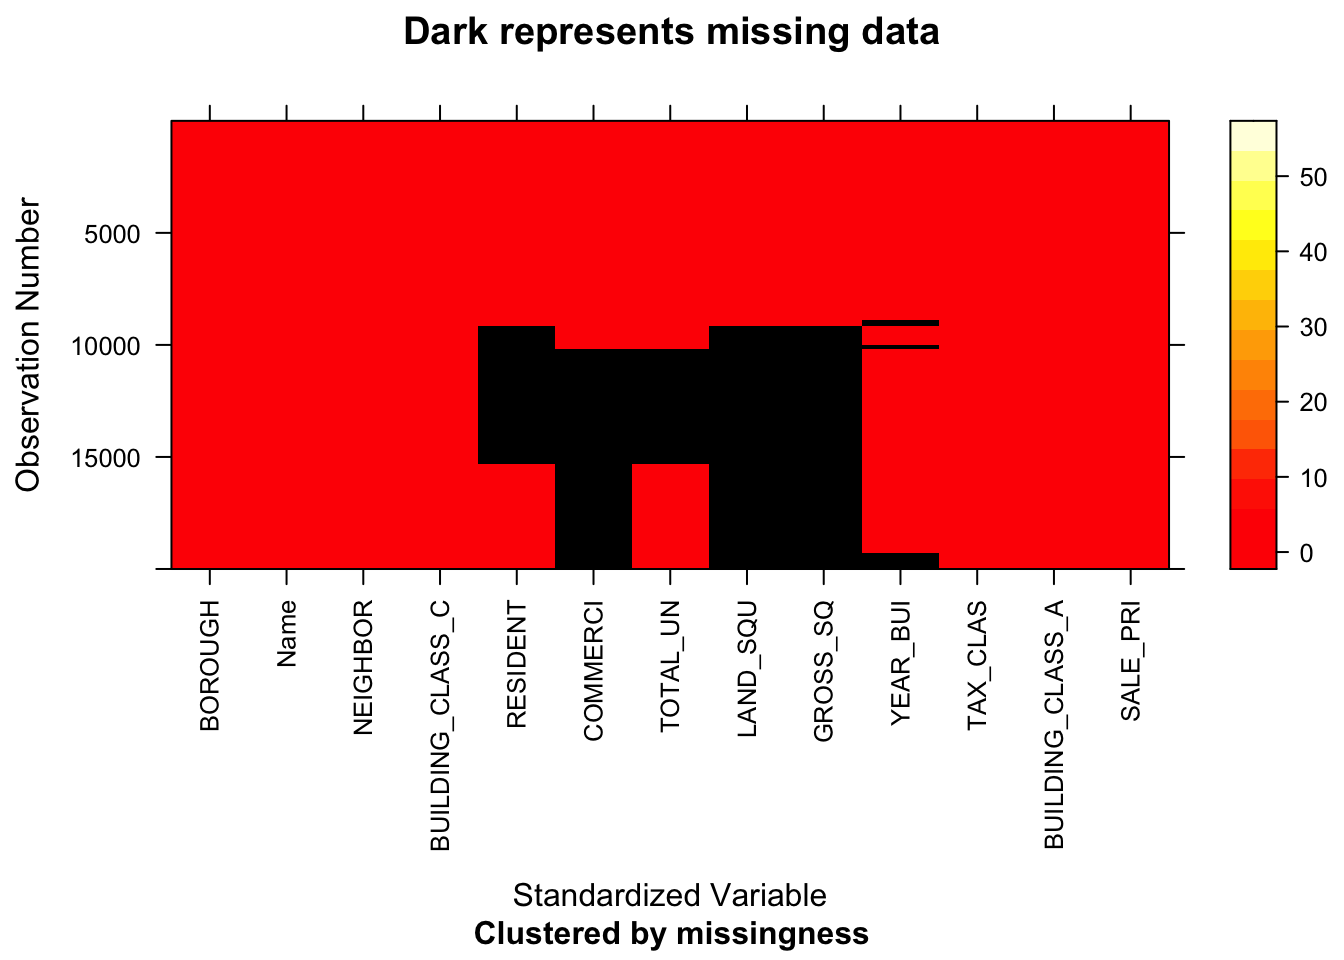 Dark represents missing data
Observation Number
5000
10000
15000
50
40
30
20
10
0
BOROUGH
Name
NEIGHBOR
BUILDING_CLASS_C
RESIDENT
COMMERCI
TOTAL_UN
LAND_SQU
GROSS_SQ
YEAR_BUI
TAX_CLAS
BUILDING_CLASS_A
SALE_PRI
Standardized Variable
Clustered by missingness